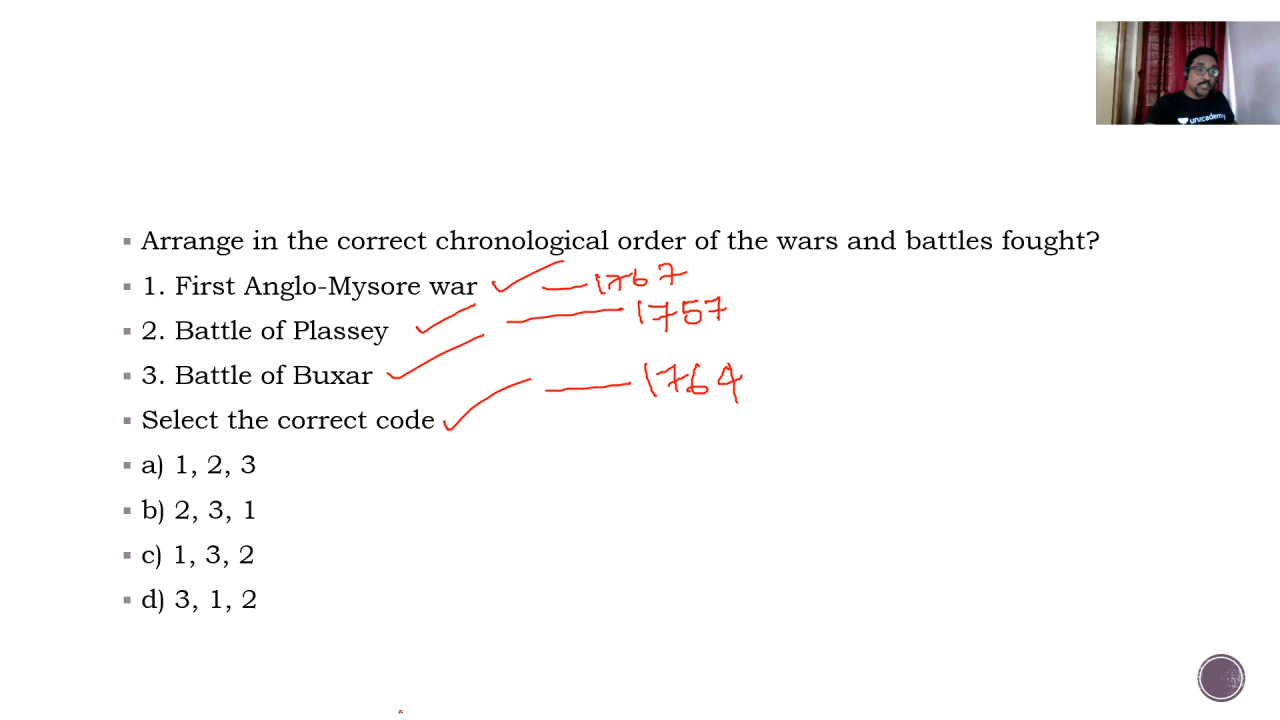 Arrange in the correct chronological order of the wars and battles fought?
1. First Anglo-Mysore war 1767
2. Battle of Plassey 1757
3. Battle of Buxar 1764
Select the correct code
a) 1, 2, 3
b) 2, 3, 1
c) 1, 3, 2
d) 3, 1, 2
unacademy